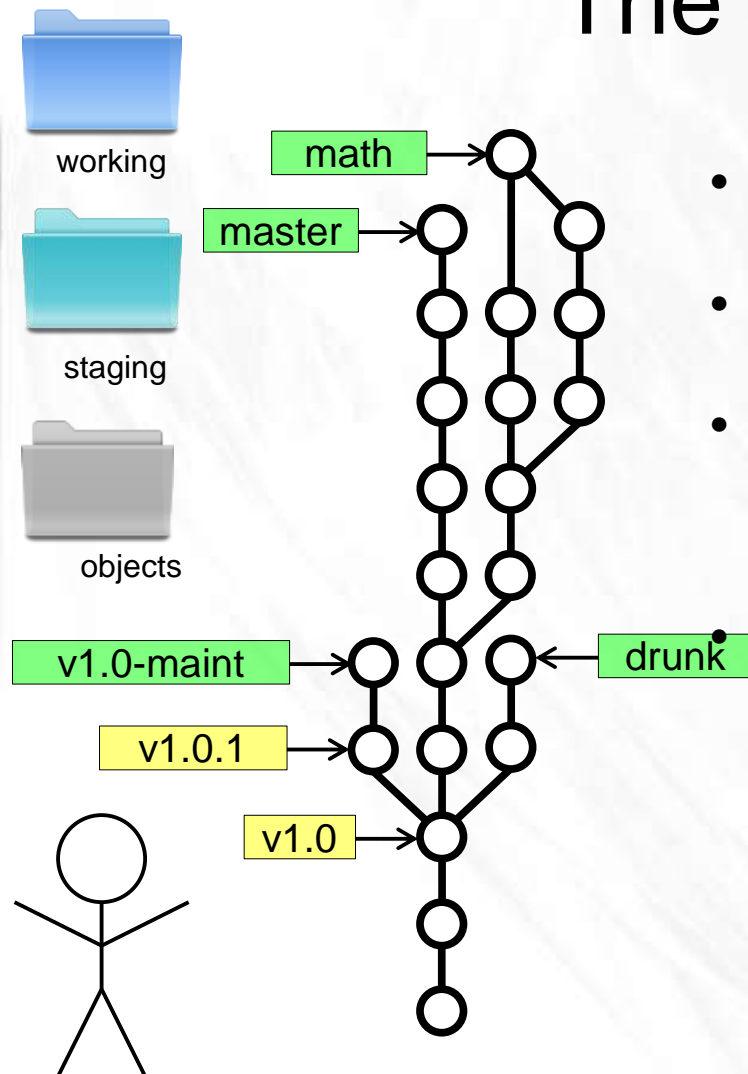 The
working
math
master
staging
objects
v1.0-maint
drunk
v1.0.1
v1.0